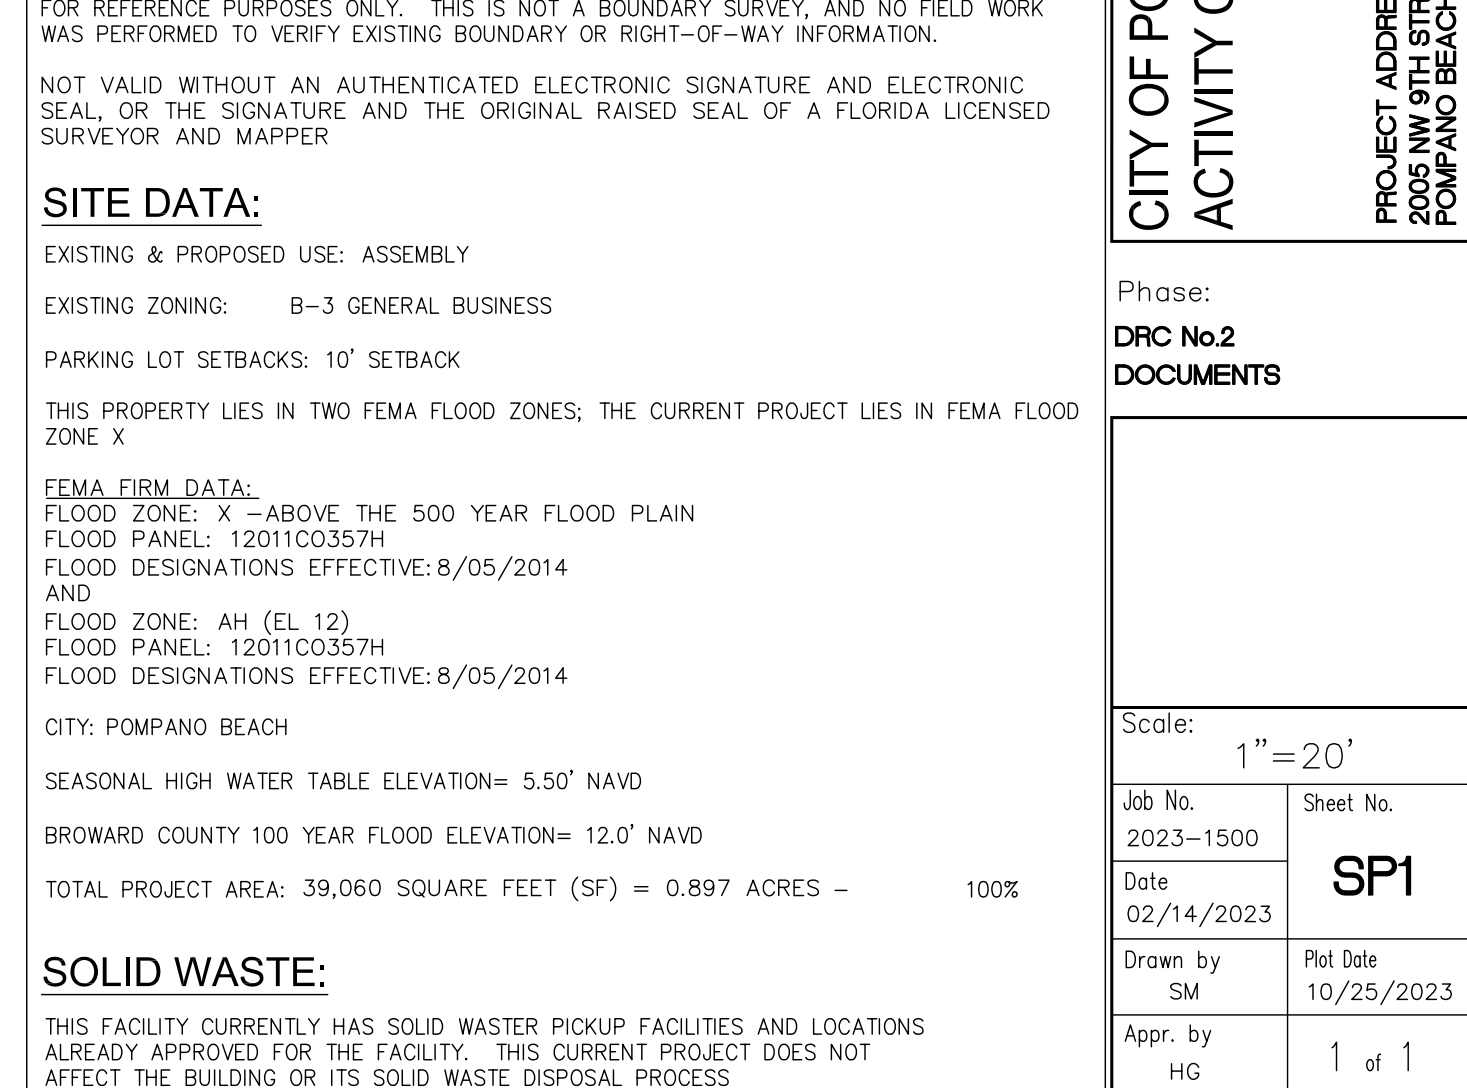 FOR REFERENCE PURPOSES ONLY.  THIS IS NOT A BOUNDARY SURVEY, AND NO FIELD WORK
WAS PERFORMED TO VERIFY EXISTING BOUNDARY OR RIGHT-OF-WAY INFORMATION.
NOT VALID WITHOUT AN AUTHENTICATED ELECTRONIC SIGNATURE AND ELECTRONIC
SEAL, OR THE SIGNATURE AND THE ORIGINAL RAISED SEAL OF A FLORIDA LICENSED
SURVEYOR AND MAPPER
SITE DATA:
EXISTING & PROPOSED USE: ASSEMBLY
EXISTING ZONING: B-3 GENERAL BUSINESS
PARKING LOT SETBACKS: 10' SETBACK
THIS PROPERTY LIES IN TWO FEMA FLOOD ZONES; THE CURRENT PROJECT LIES IN FEMA FLOOD
ZONE X
FEMA FIRM DATA:
FLOOD ZONE: X -ABOVE THE 500 YEAR FLOOD PLAIN
FLOOD PANEL: 12011CO357H
FLOOD DESIGNATIONS EFFECTIVE: 8/05/2014
AND
FLOOD ZONE: AH (EL 12)
FLOOD PANEL: 12011CO357H
FLOOD DESIGNATIONS EFFECTIVE: 8/05/2014
CITY: POMPANO BEACH
SEASONAL HIGH WATER TABLE ELEVATION= 5.50' NAVD
BROWARD COUNTY 100 YEAR FLOOD ELEVATION= 12.0' NAVD
TOTAL PROJECT AREA: 39,060 SQUARE FEET (SF) = 0.897 ACRES - 100%
SOLID WASTE:
THIS FACILITY CURRENTLY HAS SOLID WASTER PICKUP FACILITIES AND LOCATIONS
ALREADY APPROVED FOR THE FACILITY.  THIS CURRENT PROJECT DOES NOT
AFFECT THE BUILDING OR ITS SOLID WASTE DISPOSAL PROCESS
CITY OF
ACTIVITY
PROJECT
2005 NW 9TH
POMPANO BEACH
Phase:
DRC No.2
DOCUMENTS
Scale:
1"=20'
Job No.
2023-1500
Sheet No.
SP1
Date
02/14/2023
Drawn by
SM
Plot Date
10/25/2023
Appr. by
HG
1 of 1